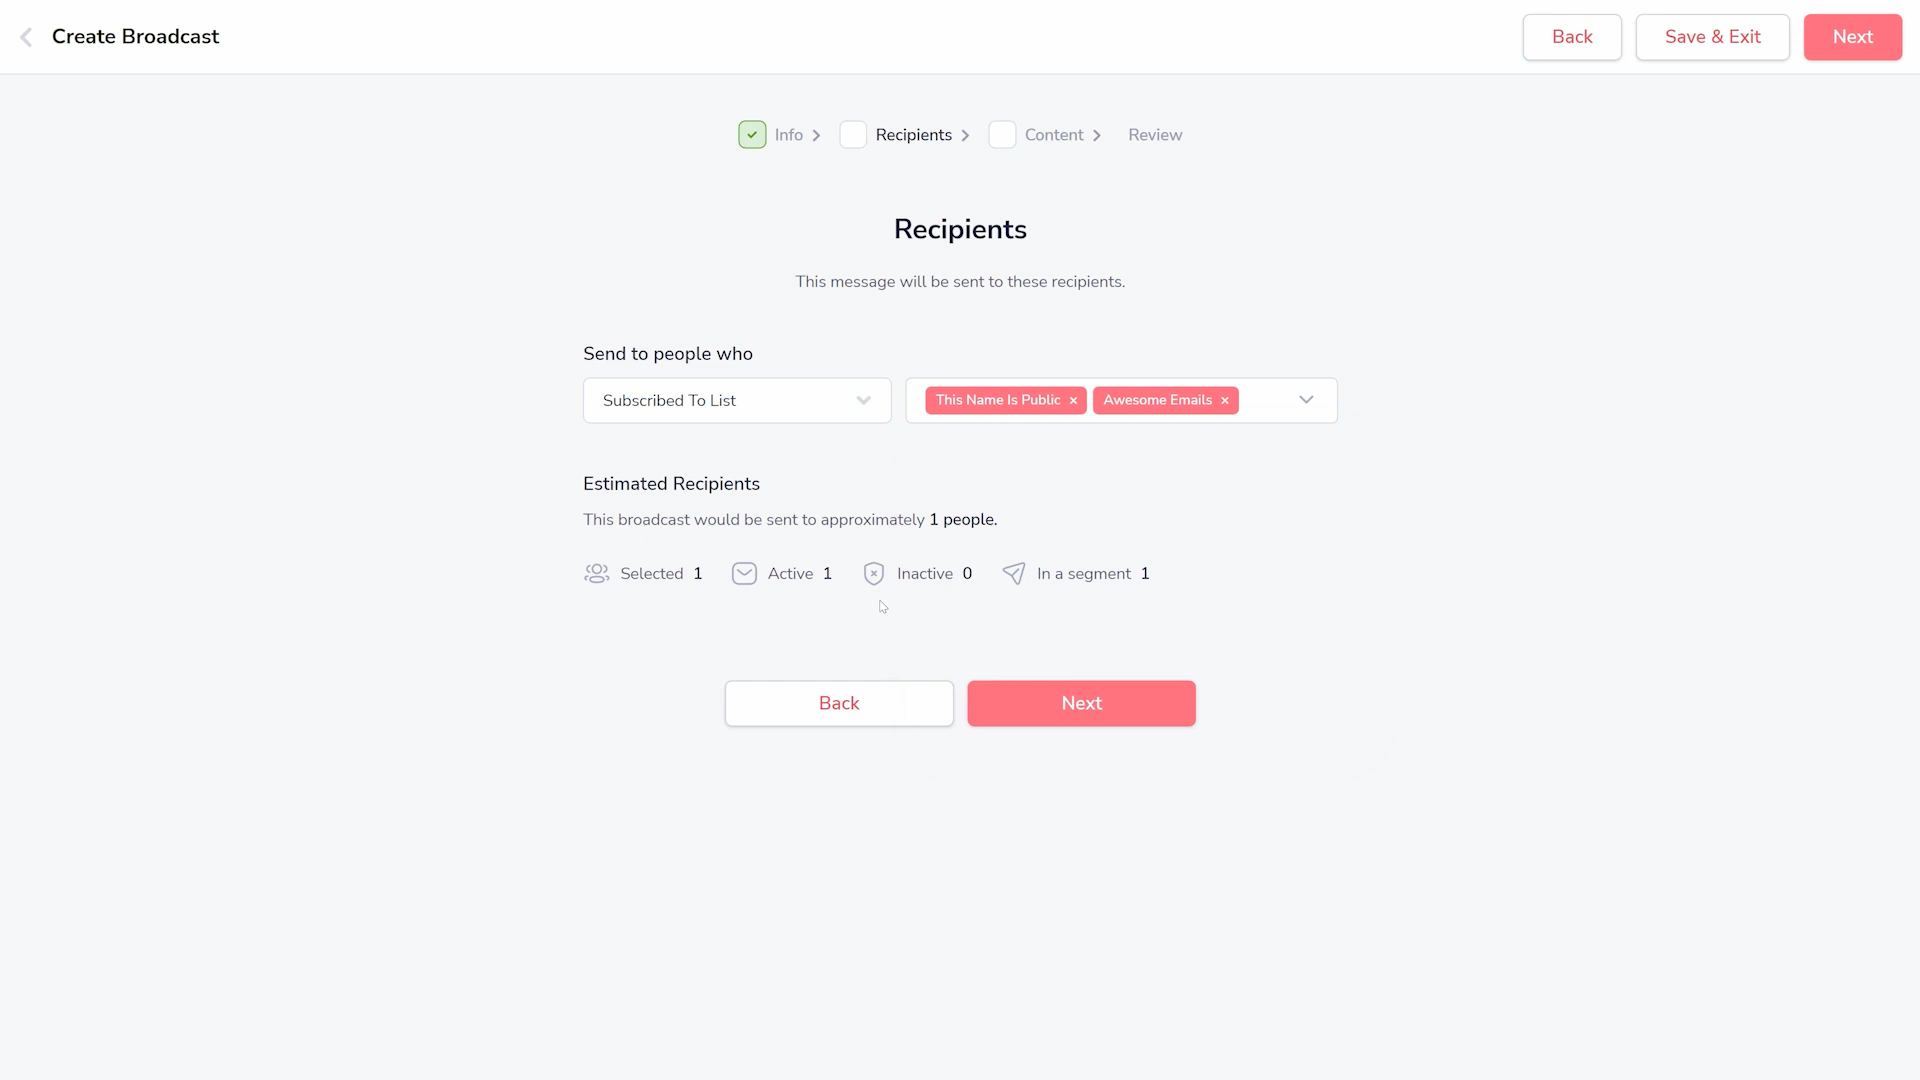 Create Broadcast
Back
Save & Exit
Next
Info
Recipients
Content
Review
Recipients
This message will be sent to these recipients.
Send to people who
Subscribed To List
This Name Is Public ×
Awesome Emails ×
Estimated Recipients
This broadcast would be sent to approximately 1 people.
Selected 1
Active 1
Inactive 0
In a segment 1
Back
Next